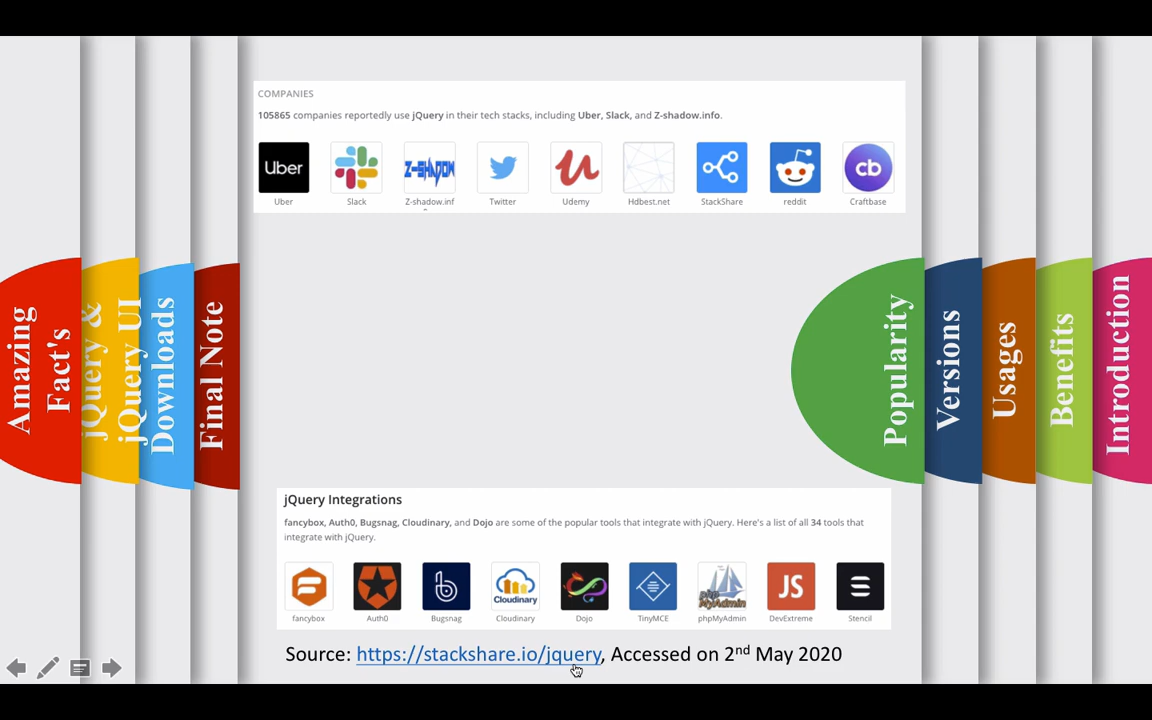 COMPANIES
105865 companies reportedly use jQuery in their tech stacks, including Uber, Slack, and Z-shadow.info.
Uber
Z-SHADOW
cb
Uber
Slack
Z-shadow.inf
Twitter
Udemy
Hdbest.net
StackShare
reddit
Craftbase
Amazing
Fact's
jQuery &
jQuery UI
Downloads
Final Note
Popularity
Versions
Usages
Benefits
Introduction
jQuery Integrations
fancybox, Auth0, Bugsnag, Cloudinary, and Dojo are some of the popular tools that integrate with jQuery. Here's a list of all 34 tools that
integrate with jQuery.
Cloudinary
php
MyAdmin
JS
fancybox
Auth0
Bugsnag
Cloudinary
Dojo
TinyMCE
phpMyAdmin
DevExtreme
Stencil
Source: https://stackshare.io/jquery, Accessed on 2nd May 2020